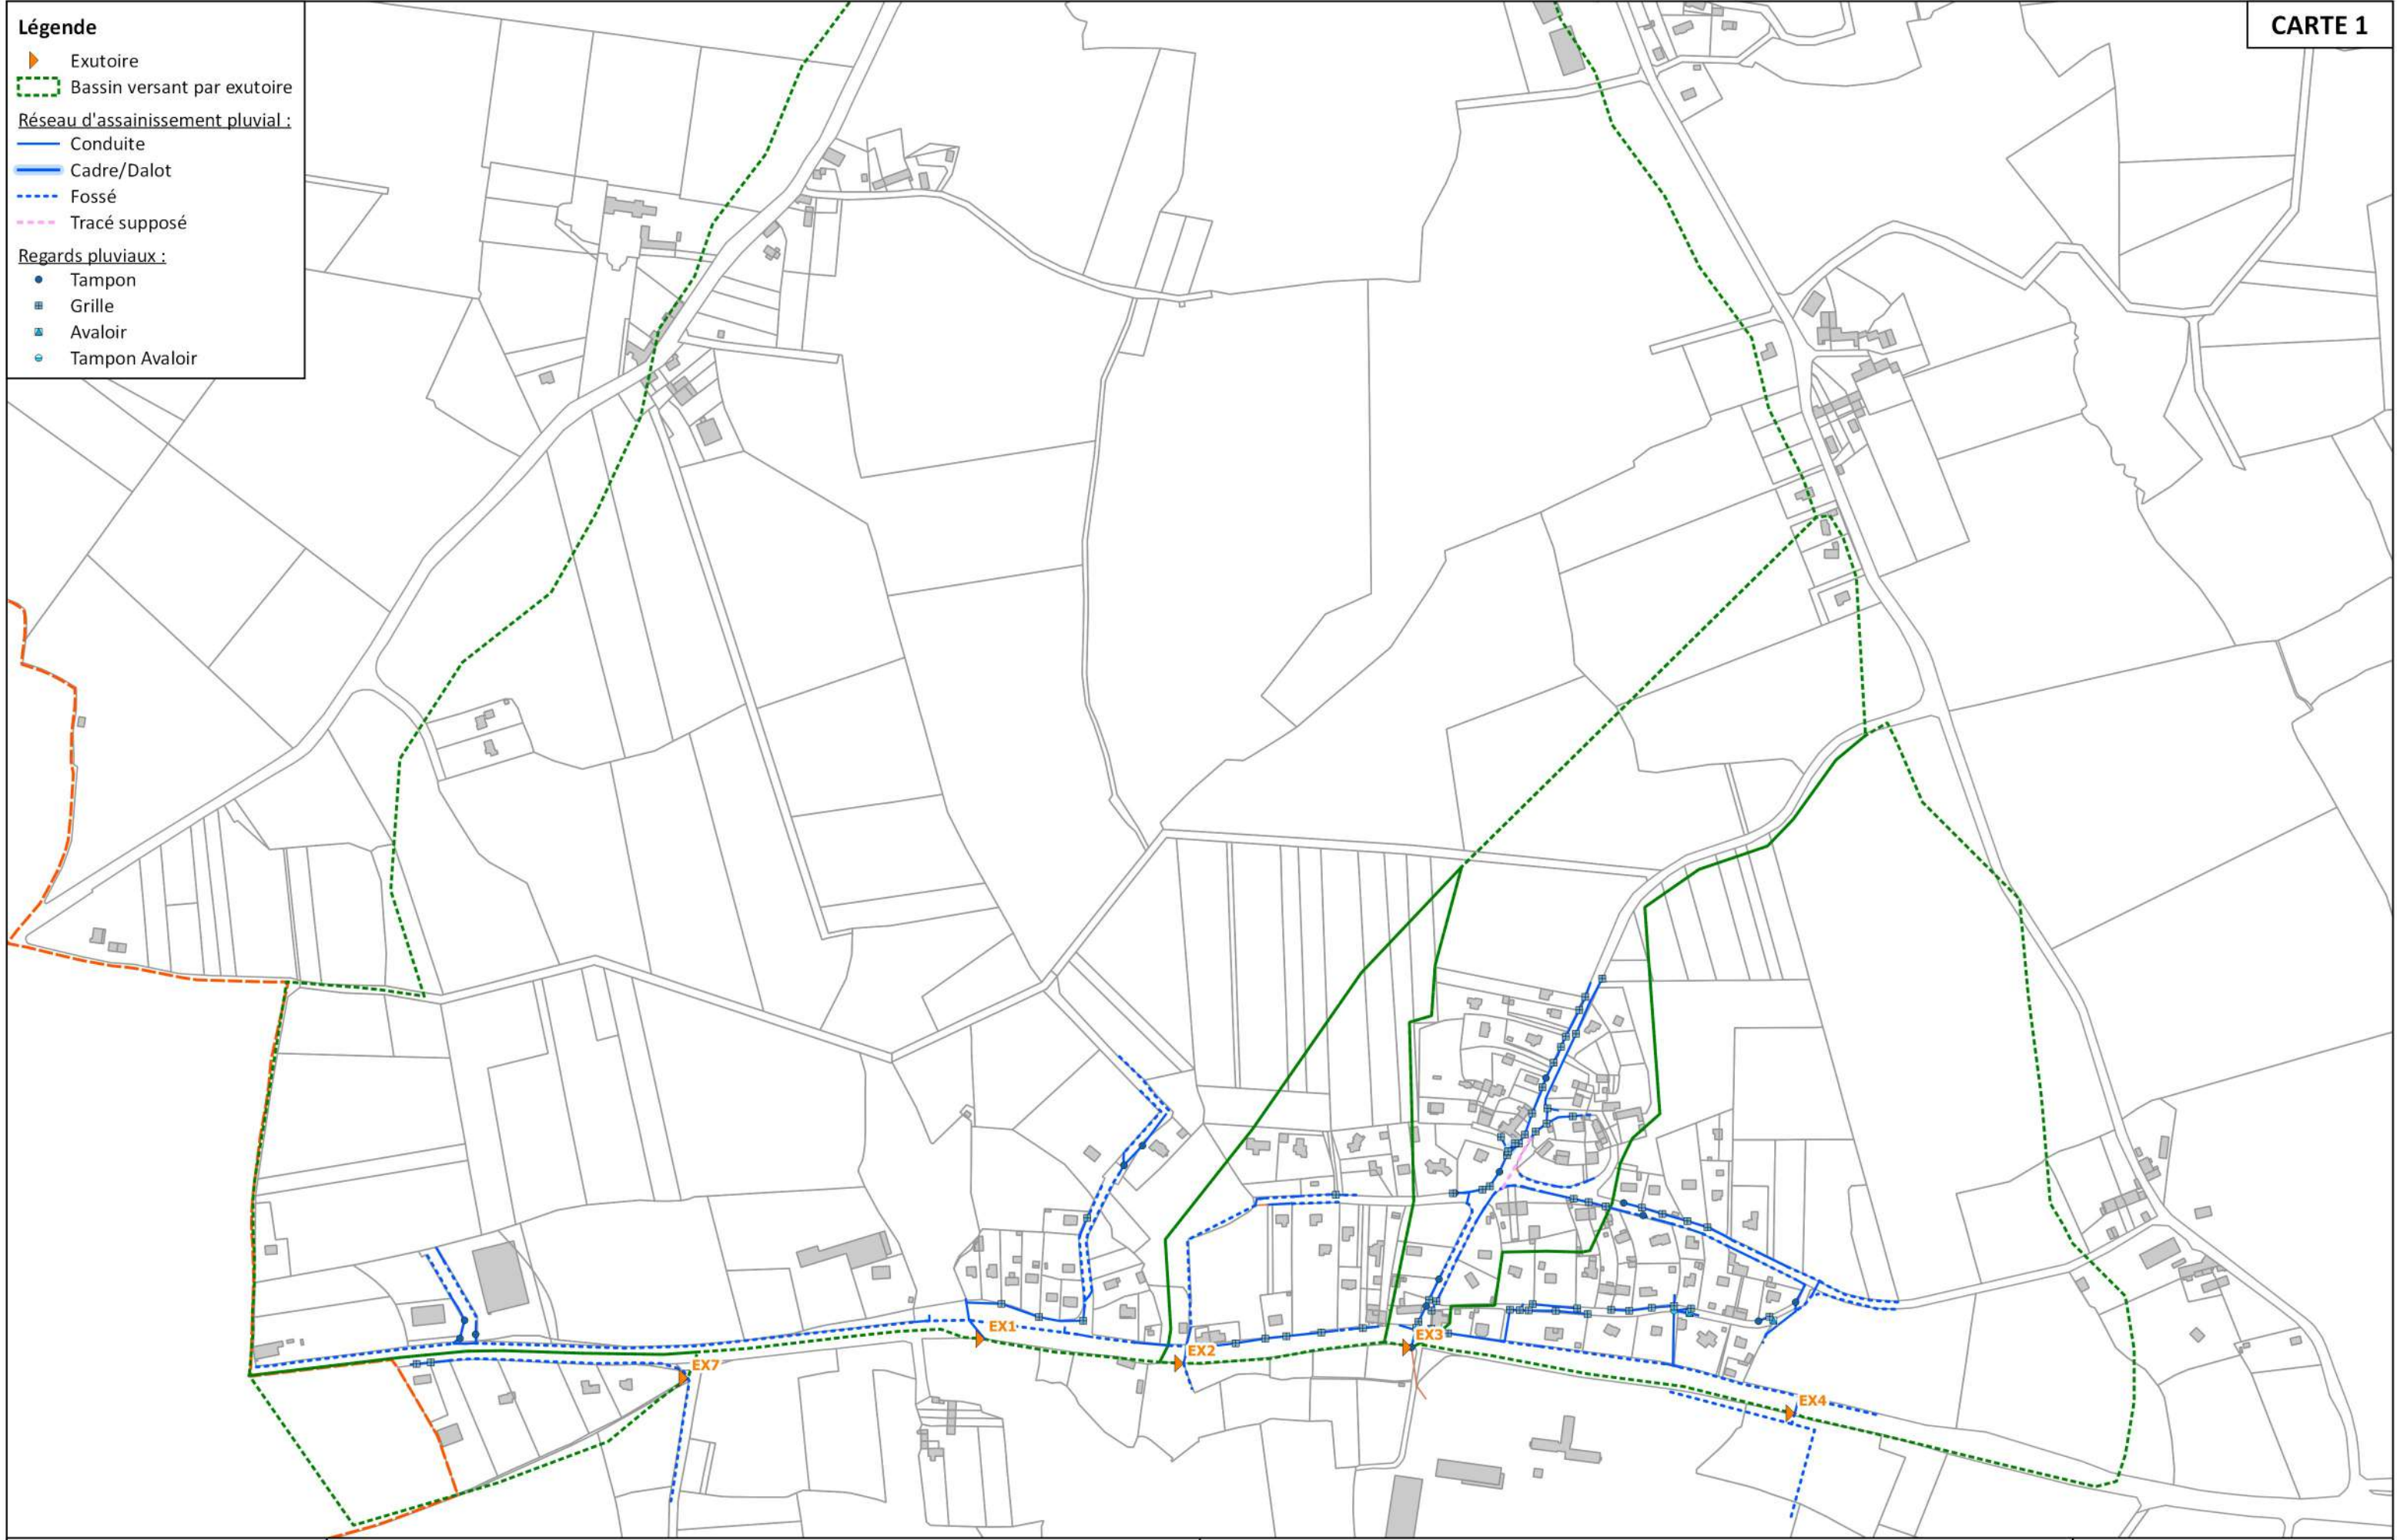 Légende
Exutoire
Bassin versant par exutoire
Réseau d'assainissement pluvial :
Conduite
Cadre/Dalot
Fossé
Tracé supposé
Regards pluviaux :
Tampon
Grille
Avaloir
Tampon Avaloir
CARTE 1
EX1
EX2
EX3
EX7
EX4